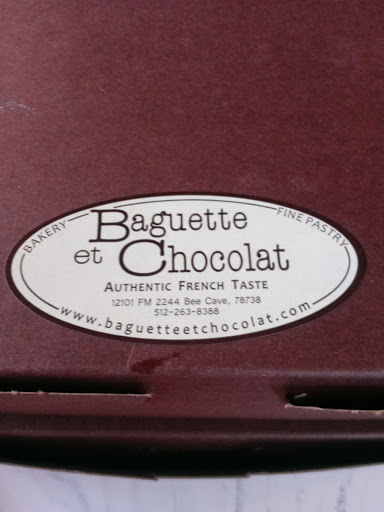 BAKERY
FINE PASTRY
Baguette
et Chocolat
AUTHENTIC FRENCH TASTE
12101 FM 2244 Bee Cave, 78738
512-263-8388
www.baguetteetchocolat.com